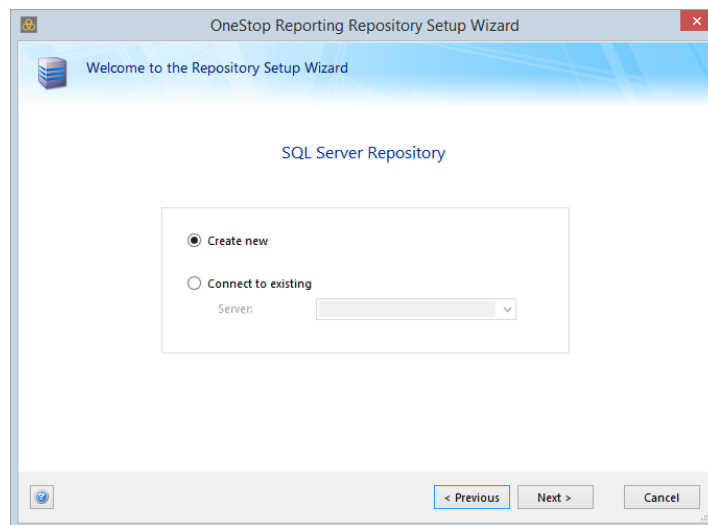 OneStop Reporting Repository Setup Wizard
Welcome to the Repository Setup Wizard
SQL Server Repository
Create new
Connect to existing
Server:
< Previous
Next >
Cancel